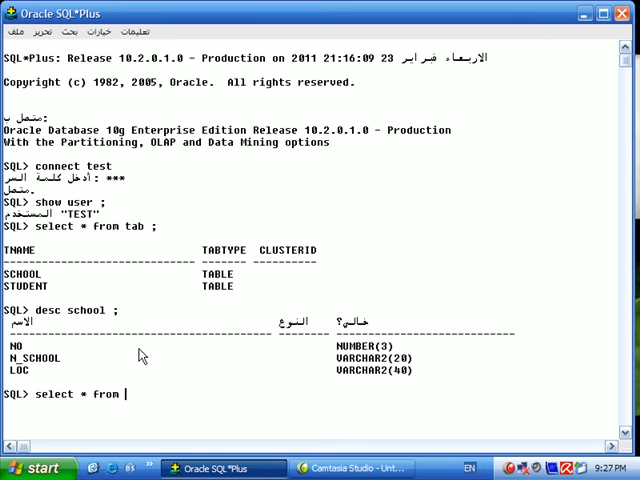 Oracle SQL*Plus
ملف تحرير بحث خيارات تعليمات
SQL*Plus: Release 10.2.0.1.0 - Production on الاربعاء فبراير 23 21:16:09 2011
Copyright (c) 1982, 2005, Oracle.  All rights reserved.
متصل ب:
Oracle Database 10g Enterprise Edition Release 10.2.0.1.0 - Production
With the Partitioning, OLAP and Data Mining options
SQL> connect test
أدخل كلمة السر: ***
متصل.
SQL> show user ;
المستخدم "TEST"
SQL> select * from tab ;
TNAME TABTYPE CLUSTERID
------------------------------ ------- ----------
SCHOOL TABLE
STUDENT TABLE
SQL> desc school ;
الاسم النوع خالي؟
NO NUMBER(3)
N_SCHOOL VARCHAR2(20)
LOC VARCHAR2(40)
SQL> select * from
start Oracle SQL*Plus Camtasia Studio - Unt... EN 9:27 PM